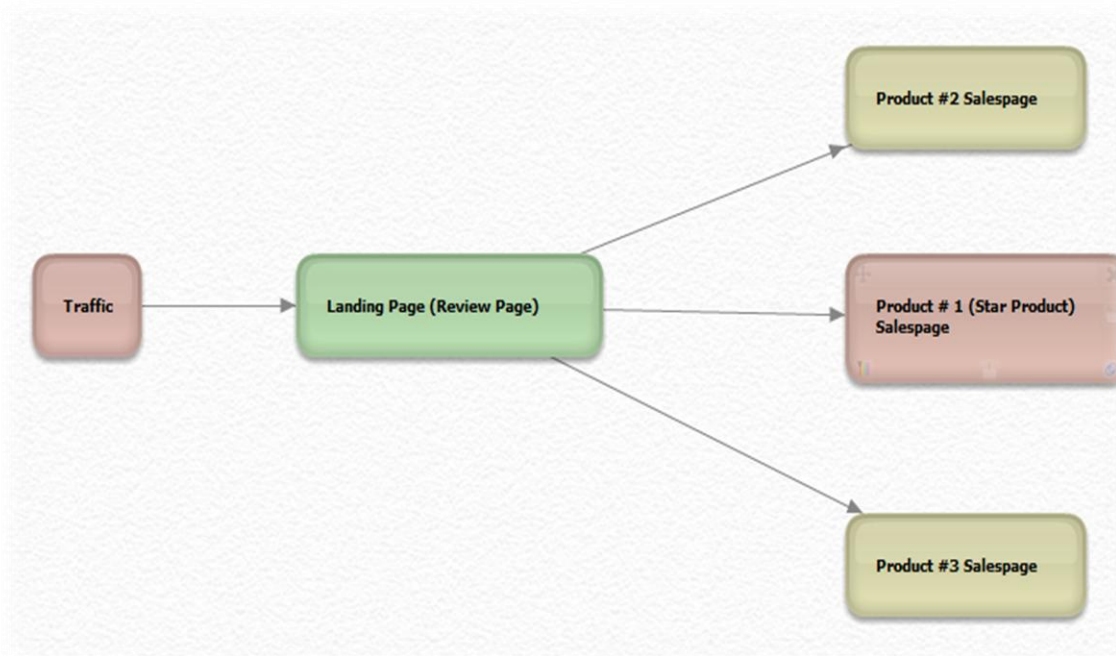 Product #2 Salespage
Traffic
Landing Page (Review Page)
Product # 1 (Star Product)
Salespage
Product #3 Salespage